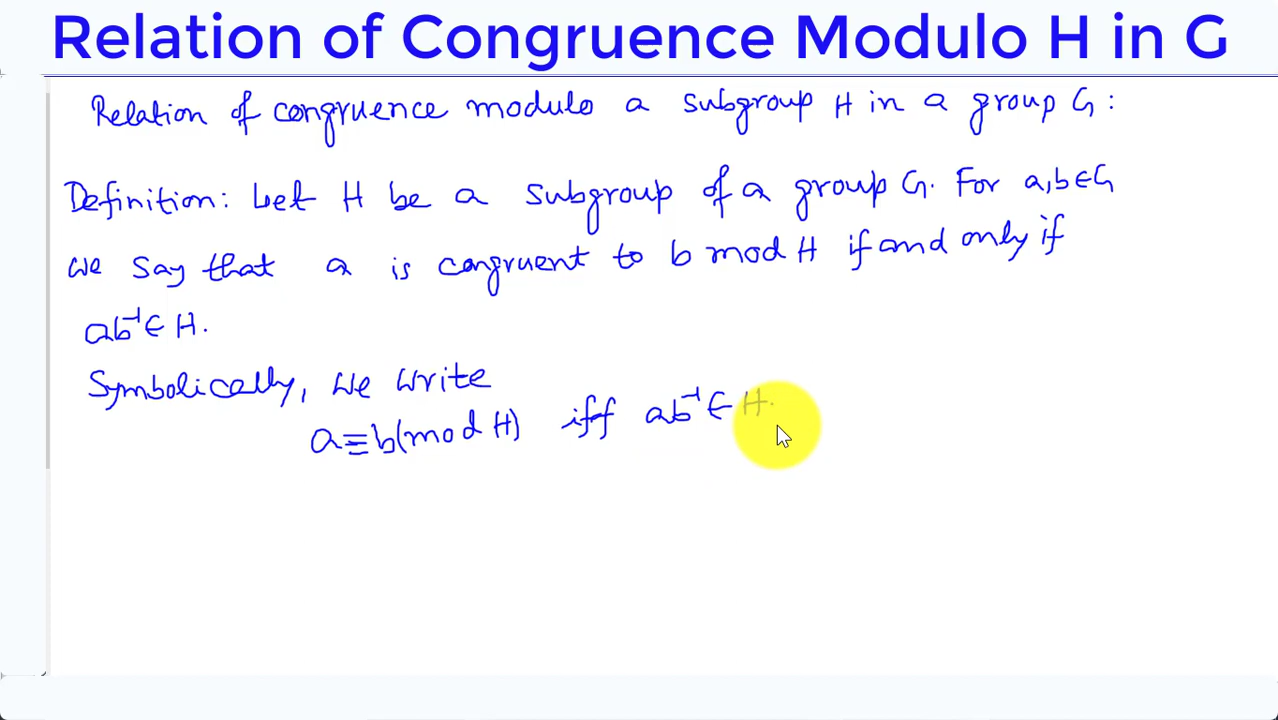 Relation of Congruence Modulo H in G
Relation of congruence modulo a subgroup H in a group G:
Definition: Let H be a subgroup of a group G. For a,b∈G
we say that a is congruent to b mod H if and only if
ab⁻¹∈ H.
Symbolically, we write
a≡b(mod H) iff ab⁻¹∈ H.